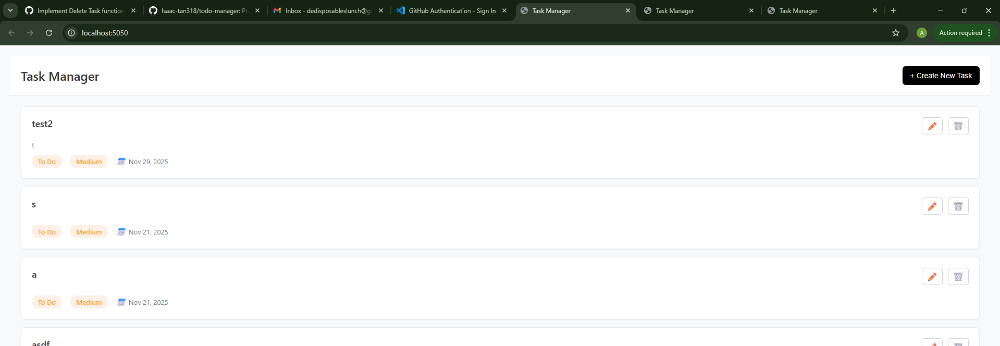 Implement Delete Task function
Isaac-tan318/todo-manager: Pr
Inbox - dedisposableslunch@g
GitHub Authentication - Sign In
Task Manager
Task Manager
Task Manager
localhost:5050
A
Action required
Task Manager
+ Create New Task
test2
t
To Do Medium Nov 29, 2025
s
To Do Medium Nov 21, 2025
a
To Do Medium Nov 21, 2025
asdf